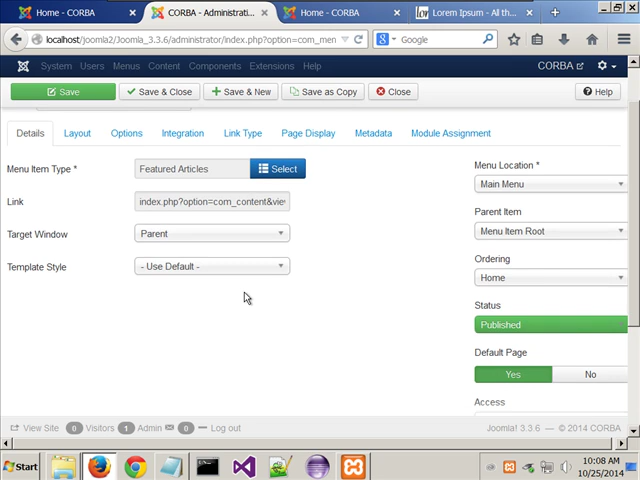 Home - CORBA
CORBA - Administrati...
Home - CORBA
Lorem Ipsum - All th...
localhost/joomla2/Joomla_3.3.6/administrator/index.php?option=com_men
Google
System Users Menus Content Components Extensions Help
CORBA
Save
Save & Close
Save & New
Save as Copy
Close
Help
Details Layout Options Integration Link Type Page Display Metadata Module Assignment
Menu Item Type *
Featured Articles
Select
Link
index.php?option=com_content&vie
Target Window
Parent
Template Style
- Use Default -
Menu Location *
Main Menu
Parent Item
Menu Item Root
Ordering
Home
Status
Published
Default Page
Yes No
Access
View Site 0 Visitors 1 Admin 0 Log out
Joomla! 3.3.6 — © 2014 CORBA
Start
10:08 AM
10/25/2014